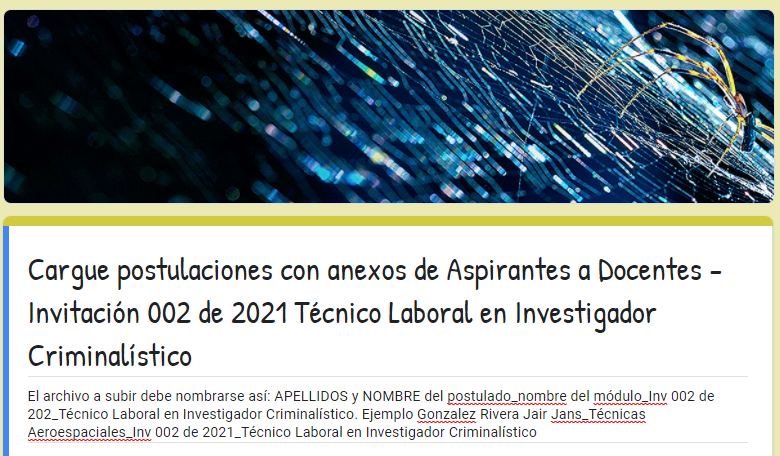 Cargue postulaciones con anexos de Aspirantes a Docentes -
Invitación 002 de 2021 Técnico Laboral en Investigador
Criminalístico
El archivo a subir debe nombrarse así: APELLIDOS y NOMBRE del postulado_nombre del módulo_Inv 002 de
202_Técnico Laboral en Investigador Criminalístico. Ejemplo Gonzalez Rivera Jair Jans_Técnicas
Aeroespaciales_Inv 002 de 2021_Técnico Laboral en Investigador Criminalístico